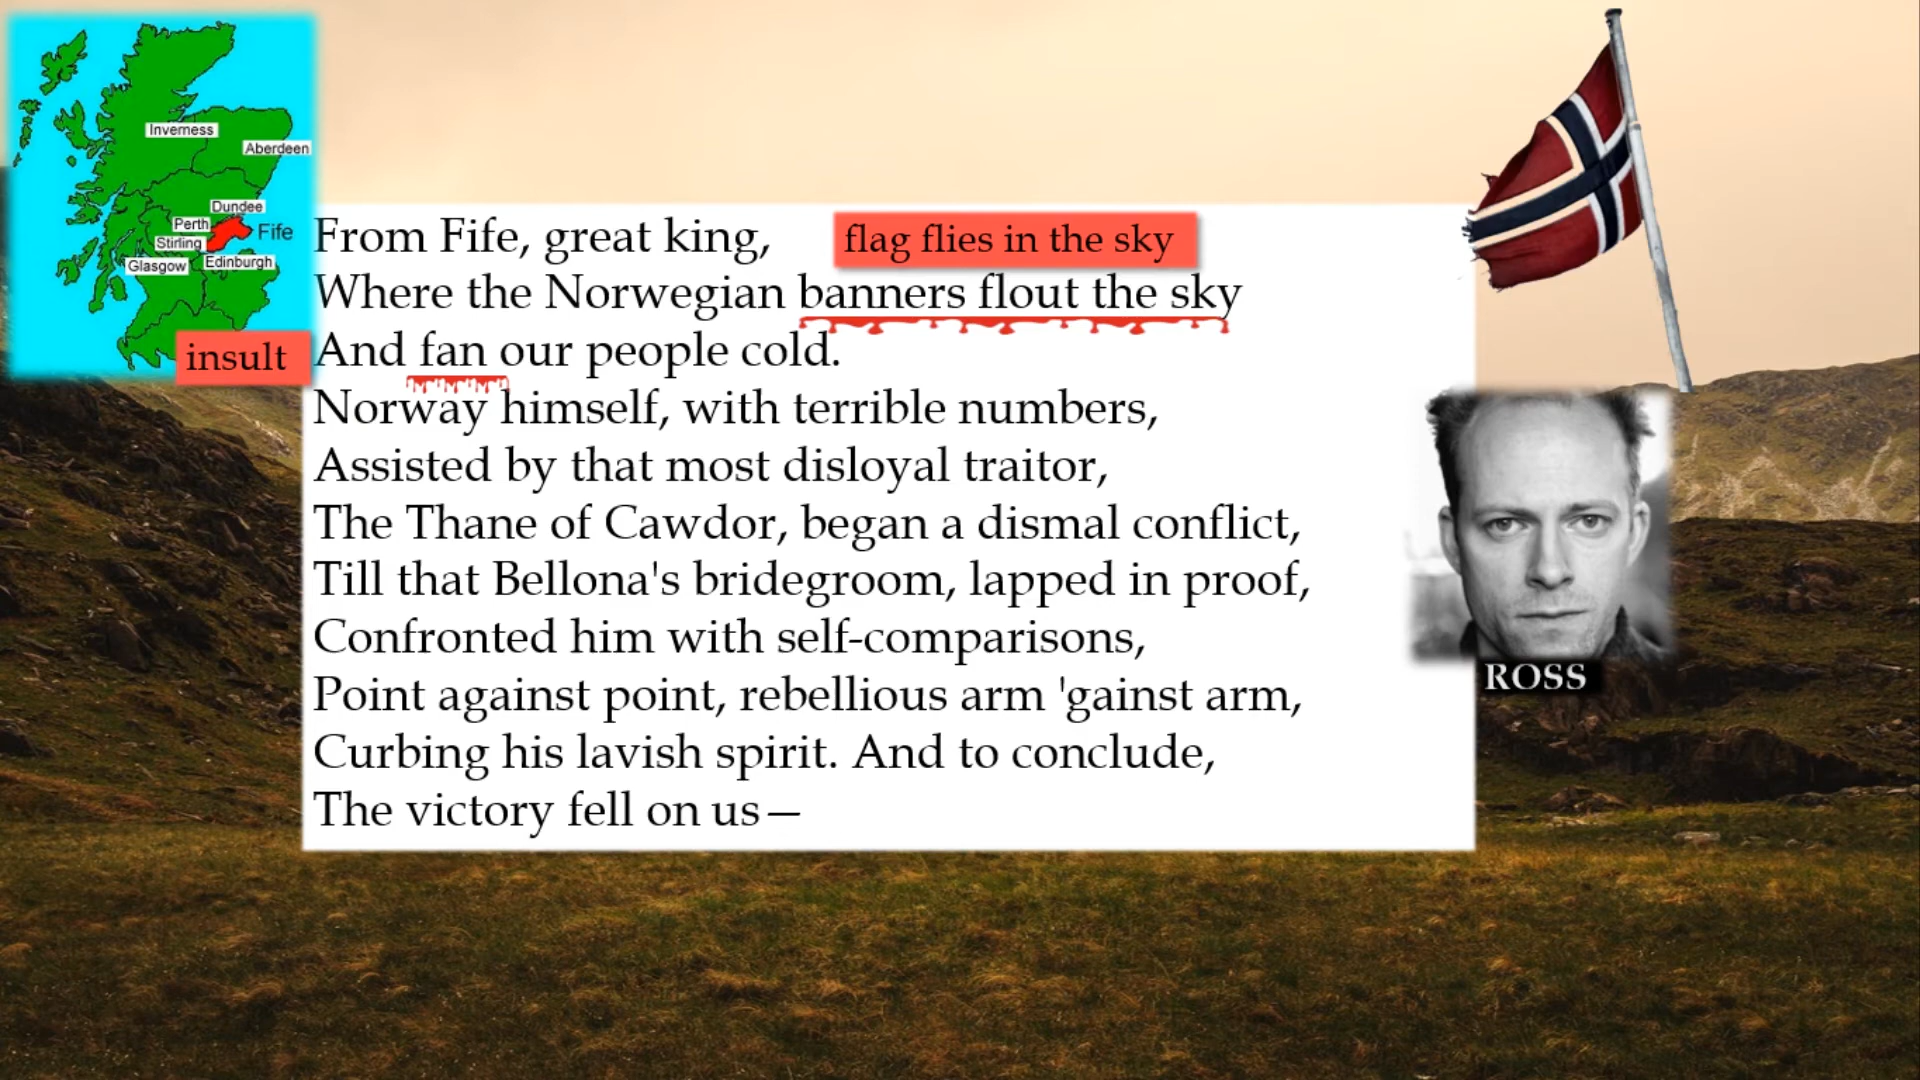 Inverness
Aberdeen
Dundee
Perth
Fife
Stirling
Glasgow
Edinburgh
insult
flag flies in the sky
From Fife, great king,
Where the Norwegian banners flout the sky
And fan our people cold.
Norway himself, with terrible numbers,
Assisted by that most disloyal traitor,
The Thane of Cawdor, began a dismal conflict,
Till that Bellona's bridegroom, lapped in proof,
Confronted him with self-comparisons,
Point against point, rebellious arm 'gainst arm,
Curbing his lavish spirit. And to conclude,
The victory fell on us—
ROSS